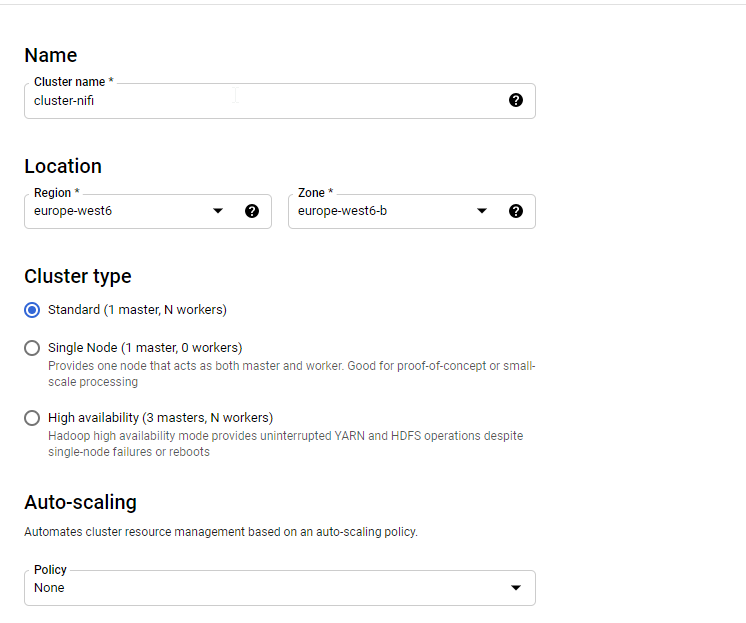 Name
Cluster name *
cluster-nifi
Location
Region *
Zone *
europe-west6
europe-west6-b
Cluster type
Standard (1 master, N workers)
Single Node (1 master, 0 workers)
Provides one node that acts as both master and worker. Good for proof-of-concept or small-
scale processing
High availability (3 masters, N workers)
Hadoop high availability mode provides uninterrupted YARN and HDFS operations despite
single-node failures or reboots
Auto-scaling
Automates cluster resource management based on an auto-scaling policy.
Policy
None